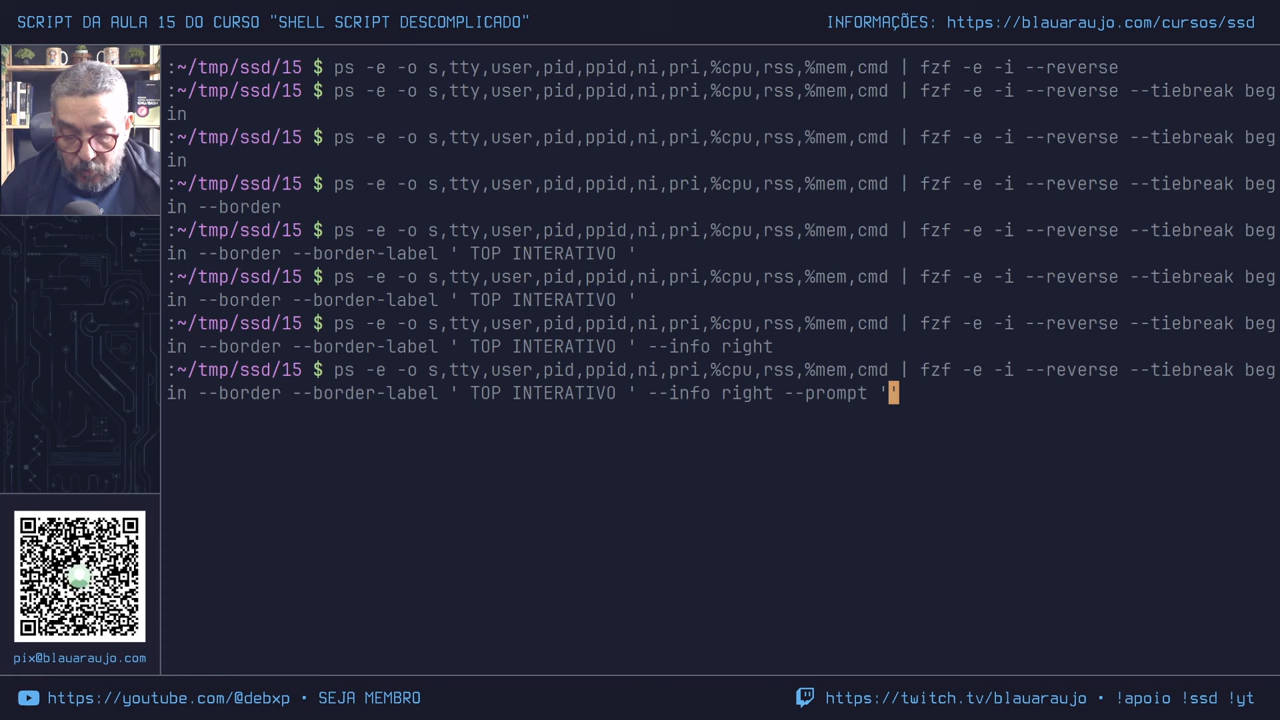 SCRIPT DA AULA 15 DO CURSO "SHELL SCRIPT DESCOMPLICADO"
INFORMAÇÕES: https://blauaraujo.com/cursos/ssd
:~/tmp/ssd/15 $ ps -e -o s,tty,user,pid,ppid,ni,pri,%cpu,rss,%mem,cmd | fzf -e -i --reverse
:~/tmp/ssd/15 $ ps -e -o s,tty,user,pid,ppid,ni,pri,%cpu,rss,%mem,cmd | fzf -e -i --reverse --tiebreak beg
in
:~/tmp/ssd/15 $ ps -e -o s,tty,user,pid,ppid,ni,pri,%cpu,rss,%mem,cmd | fzf -e -i --reverse --tiebreak beg
in
:~/tmp/ssd/15 $ ps -e -o s,tty,user,pid,ppid,ni,pri,%cpu,rss,%mem,cmd | fzf -e -i --reverse --tiebreak beg
in --border
:~/tmp/ssd/15 $ ps -e -o s,tty,user,pid,ppid,ni,pri,%cpu,rss,%mem,cmd | fzf -e -i --reverse --tiebreak beg
in --border --border-label ' TOP INTERATIVO '
:~/tmp/ssd/15 $ ps -e -o s,tty,user,pid,ppid,ni,pri,%cpu,rss,%mem,cmd | fzf -e -i --reverse --tiebreak beg
in --border --border-label ' TOP INTERATIVO '
:~/tmp/ssd/15 $ ps -e -o s,tty,user,pid,ppid,ni,pri,%cpu,rss,%mem,cmd | fzf -e -i --reverse --tiebreak beg
in --border --border-label ' TOP INTERATIVO ' --info right
:~/tmp/ssd/15 $ ps -e -o s,tty,user,pid,ppid,ni,pri,%cpu,rss,%mem,cmd | fzf -e -i --reverse --tiebreak beg
in --border --border-label ' TOP INTERATIVO ' --info right --prompt ''
pix@blauaraujo.com
https://youtube.com/@debxp • SEJA MEMBRO
https://twitch.tv/blauaraujo • !apoio !ssd !yt